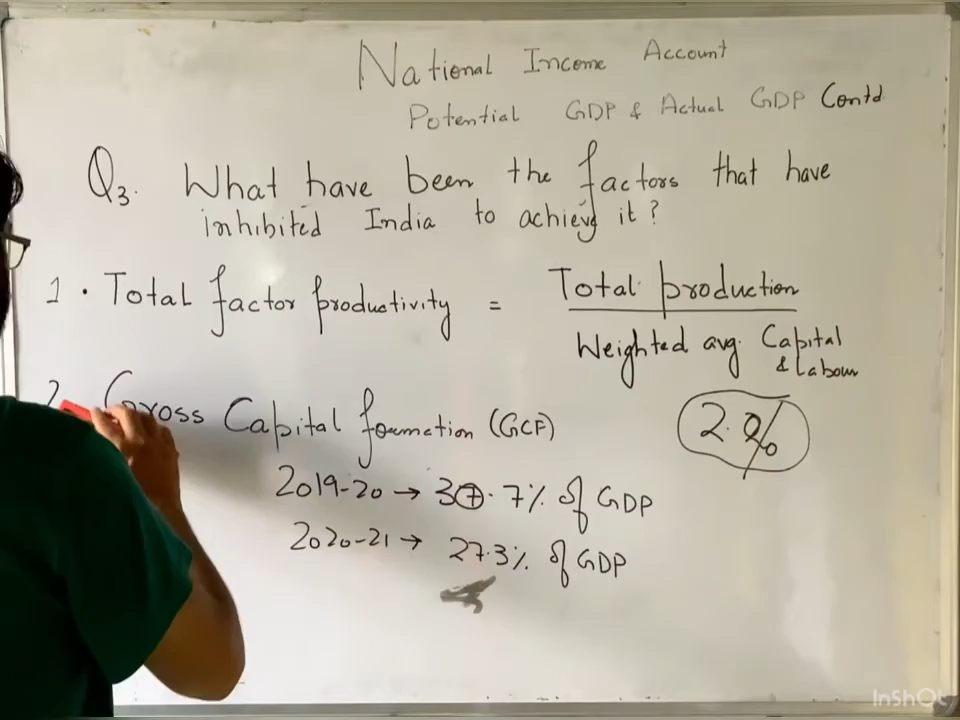 National Income Account
Potential GDP & Actual GDP Contd
Q3. What have been the factors that have
inhibited India to achieve it?
1. Total factor productivity = Total production
Weighted avg. Capital
& Labour
2. Gross Capital formation (GCF)
2.%
2019-20 → 30.7% of GDP
2020-21 → 27.3% of GDP
InShOt